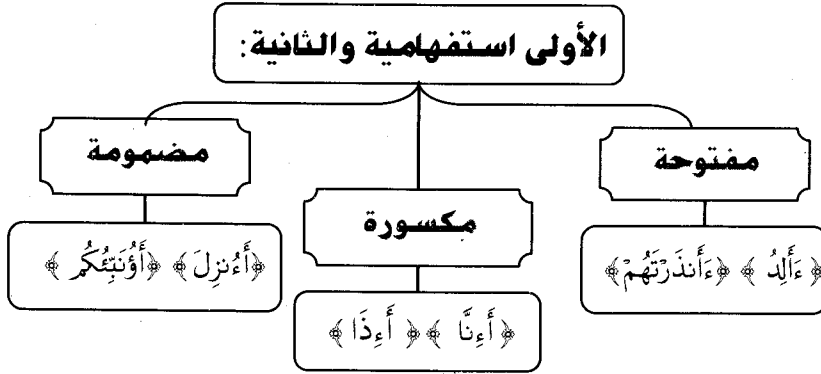 الأولى استفهامية والثانية:
مفتوحة
﴿ءَأَلِدُ﴾ ﴿ءَأَنذَرْتَهُمْ﴾
مكسورة
﴿أَءِنَّا﴾ ﴿أَءِذَا﴾
مضمومة
﴿أَءُنزِلَ﴾ ﴿أَؤُنَبِّئُكُم﴾